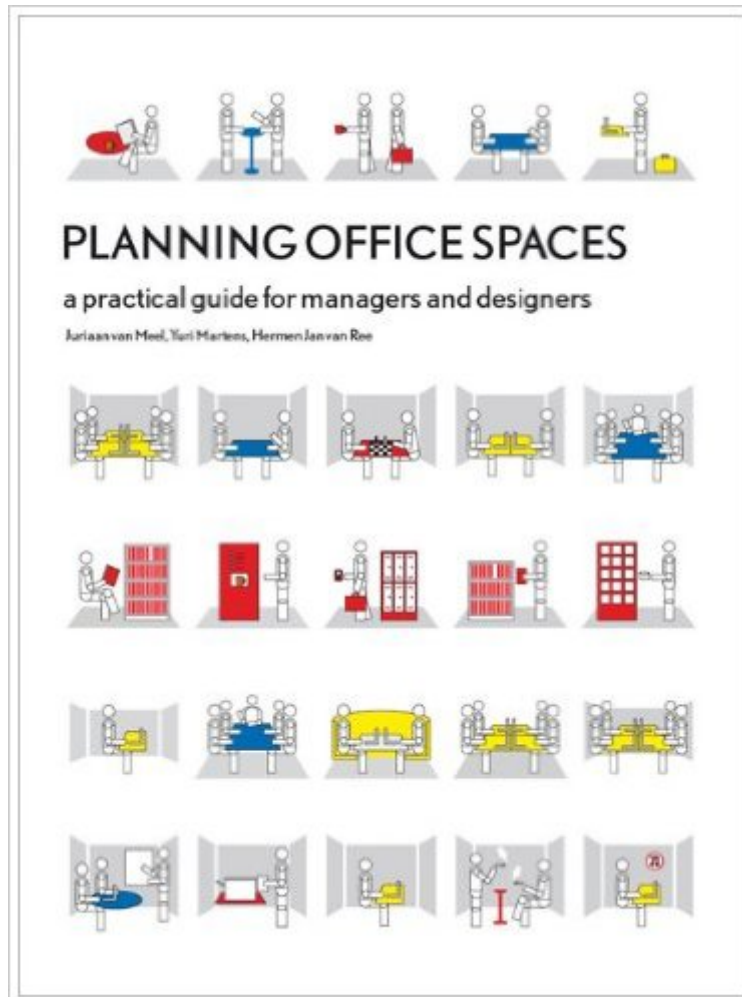 PLANNING OFFICE SPACES
a practical guide for managers and designers
Juriaan van Meel, Yuri Martens, Hermen Jan van Ree